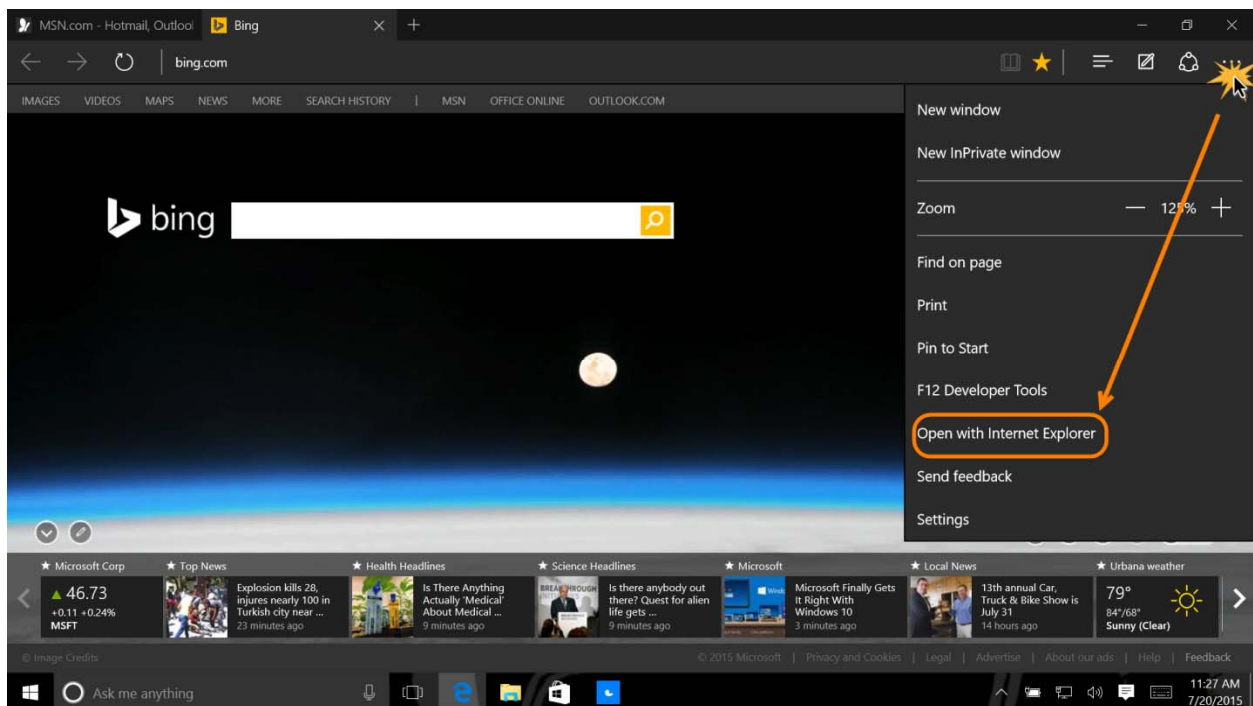 MSN.com - Hotmail, Outlool
Bing
bing.com
IMAGES VIDEOS MAPS NEWS MORE SEARCH HISTORY | MSN OFFICE ONLINE OUTLOOK.COM
bing
New window
New InPrivate window
Zoom 125%
Find on page
Print
Pin to Start
F12 Developer Tools
Open with Internet Explorer
Send feedback
Settings
Microsoft Corp
46.73
+0.11 +0.24%
MSFT
Top News
Explosion kills 28,
injures nearly 100 in
Turkish city near ...
23 minutes ago
Health Headlines
Is There Anything
Actually 'Medical'
About Medical ...
9 minutes ago
Science Headlines
Is there anybody out
there? Quest for alien
life gets ...
9 minutes ago
Microsoft
Microsoft Finally Gets
It Right With
Windows 10
3 minutes ago
Local News
13th annual Car,
Truck & Bike Show is
July 31
14 hours ago
Urbana weather
79°
84°/68°
Sunny (Clear)
© Image Credits
© 2015 Microsoft | Privacy and Cookies | Legal | Advertise | About our ads | Help | Feedback
Ask me anything
11:27 AM
7/20/2015